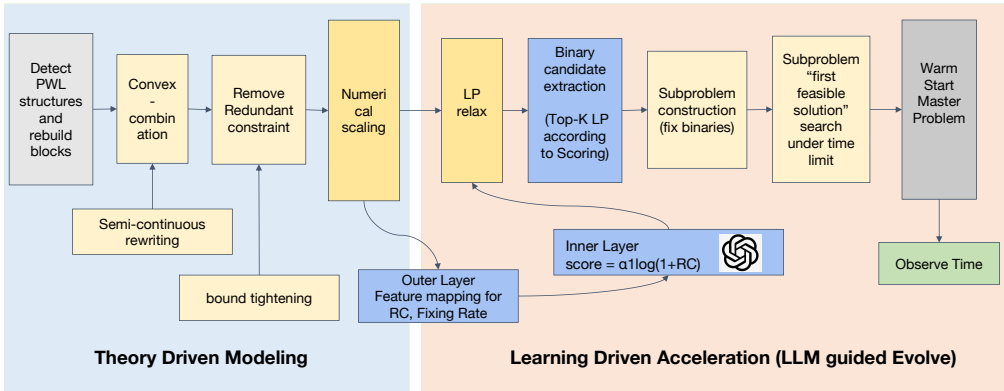 Detect
PWL
structures
and
rebuild
blocks
Convex
-
combin
ation
Remove
Redundant
constraint
Numeri
cal
scaling
LP
relax
Binary
candidate
extraction
(Top-K LP
according
to Scoring)
Subproblem
construction
(fix binaries)
Subproblem
“first
feasible
solution”
search
under time
limit
Warm
Start
Master
Problem
Semi-continuous
rewriting
bound tightening
Outer Layer
Feature mapping for
RC, Fixing Rate
Inner Layer
score = α1log(1+RC)
Observe Time
Theory Driven Modeling
Learning Driven Acceleration (LLM guided Evolve)